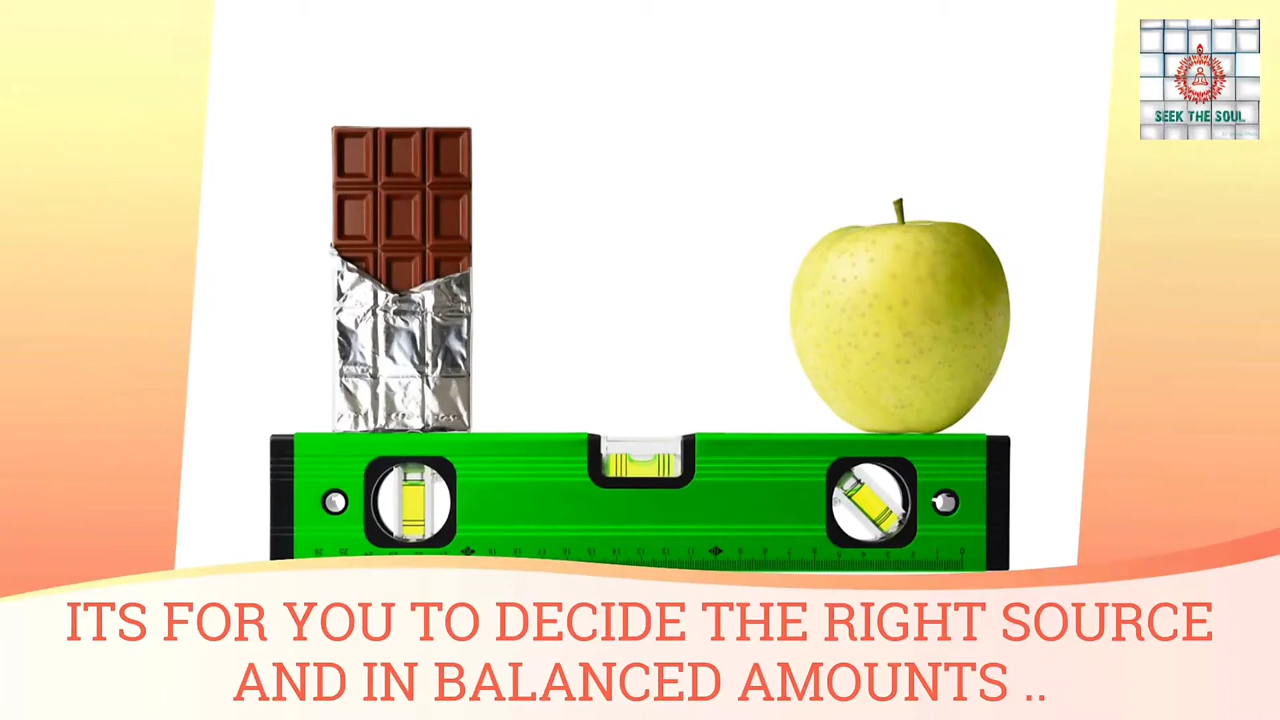 SEEK THE SOUL
ITS FOR YOU TO DECIDE THE RIGHT SOURCE
AND IN BALANCED AMOUNTS ..